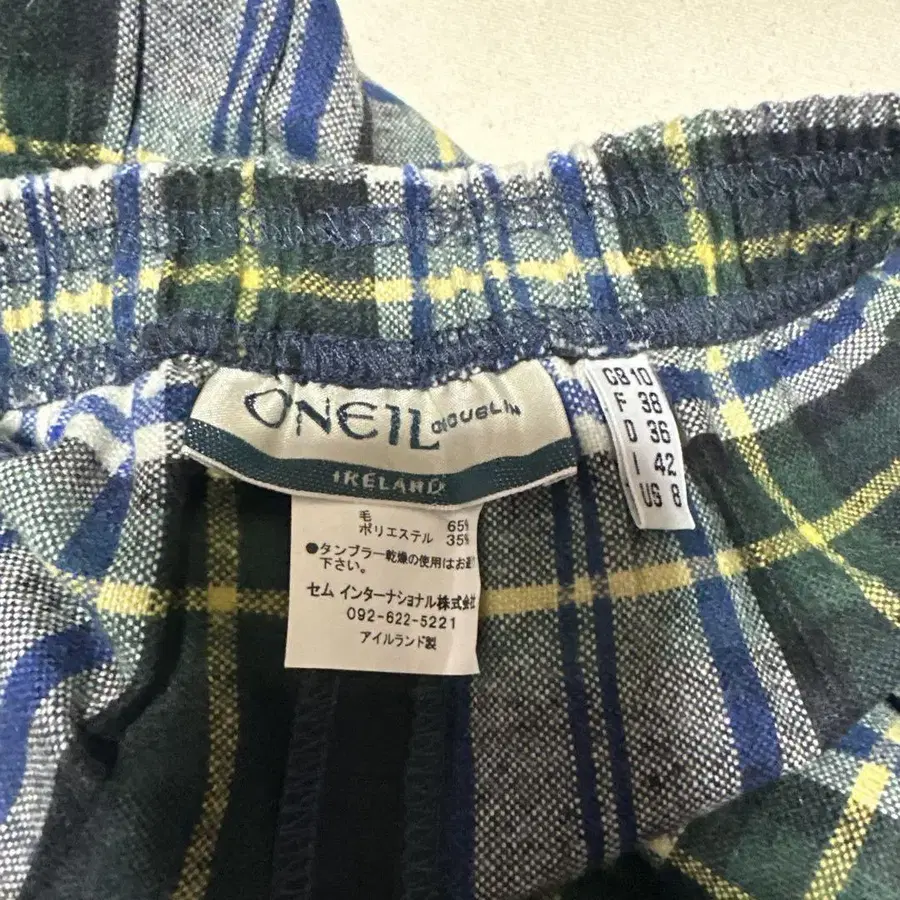 O'NEIL OF DUBLIN
IRELAND
GB 10
F 38
D 36
I 42
US 8
毛 65%
ポリエステル 35%
●タンブラー乾燥の使用はお
下さい。
セム インターナショナル株式会
092-622-5221
アイルランド製